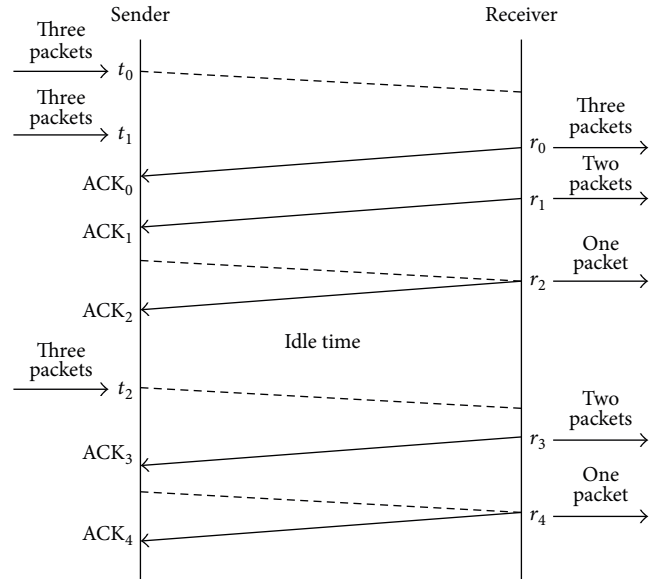 Sender
Receiver
Three
packets
t0
Three
packets
t1
Three
packets
r0
ACK0
Two
packets
r1
ACK1
One
packet
r2
ACK2
Idle time
Three
packets
t2
Two
packets
r3
ACK3
One
packet
r4
ACK4